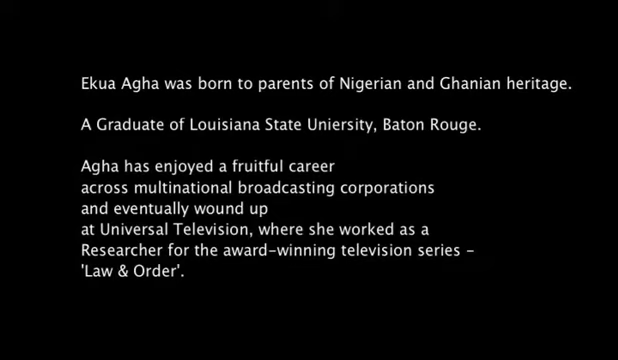 Ekua Agha was born to parents of Nigerian and Ghanian heritage.
A Graduate of Louisiana State Uniersity, Baton Rouge.
Agha has enjoyed a fruitful career
across multinational broadcasting corporations
and eventually wound up
at Universal Television, where she worked as a
Researcher for the award-winning television series -
'Law & Order'.